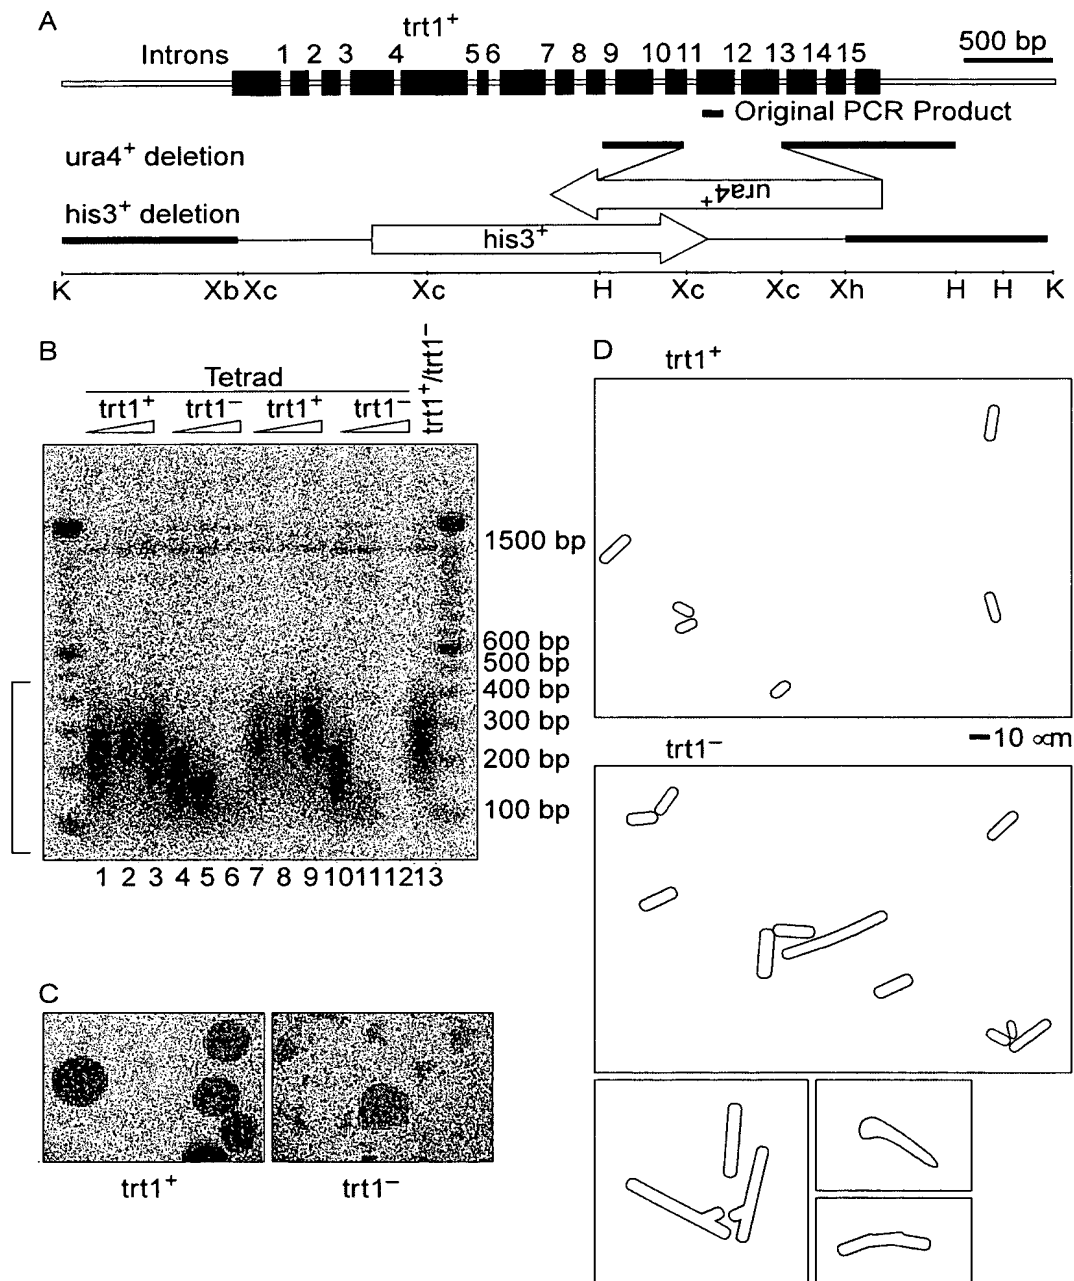 A
trt1+
Introns 1 2 3 4 5 6 7 8 9 10 11 12 13 14 15
500 bp
Original PCR Product
ura4+ deletion
ura4+
his3+ deletion
his3+
K Xb Xc Xc H Xc Xc Xh H H K
B
Tetrad
trt1+ trt1− trt1+ trt1−
trt1+/trt1−
1500 bp
600 bp
500 bp
400 bp
300 bp
200 bp
100 bp
1 2 3 4 5 6 7 8 9 10 11 12 13
C
trt1+ trt1−
D
trt1+
10 ∝m
trt1−